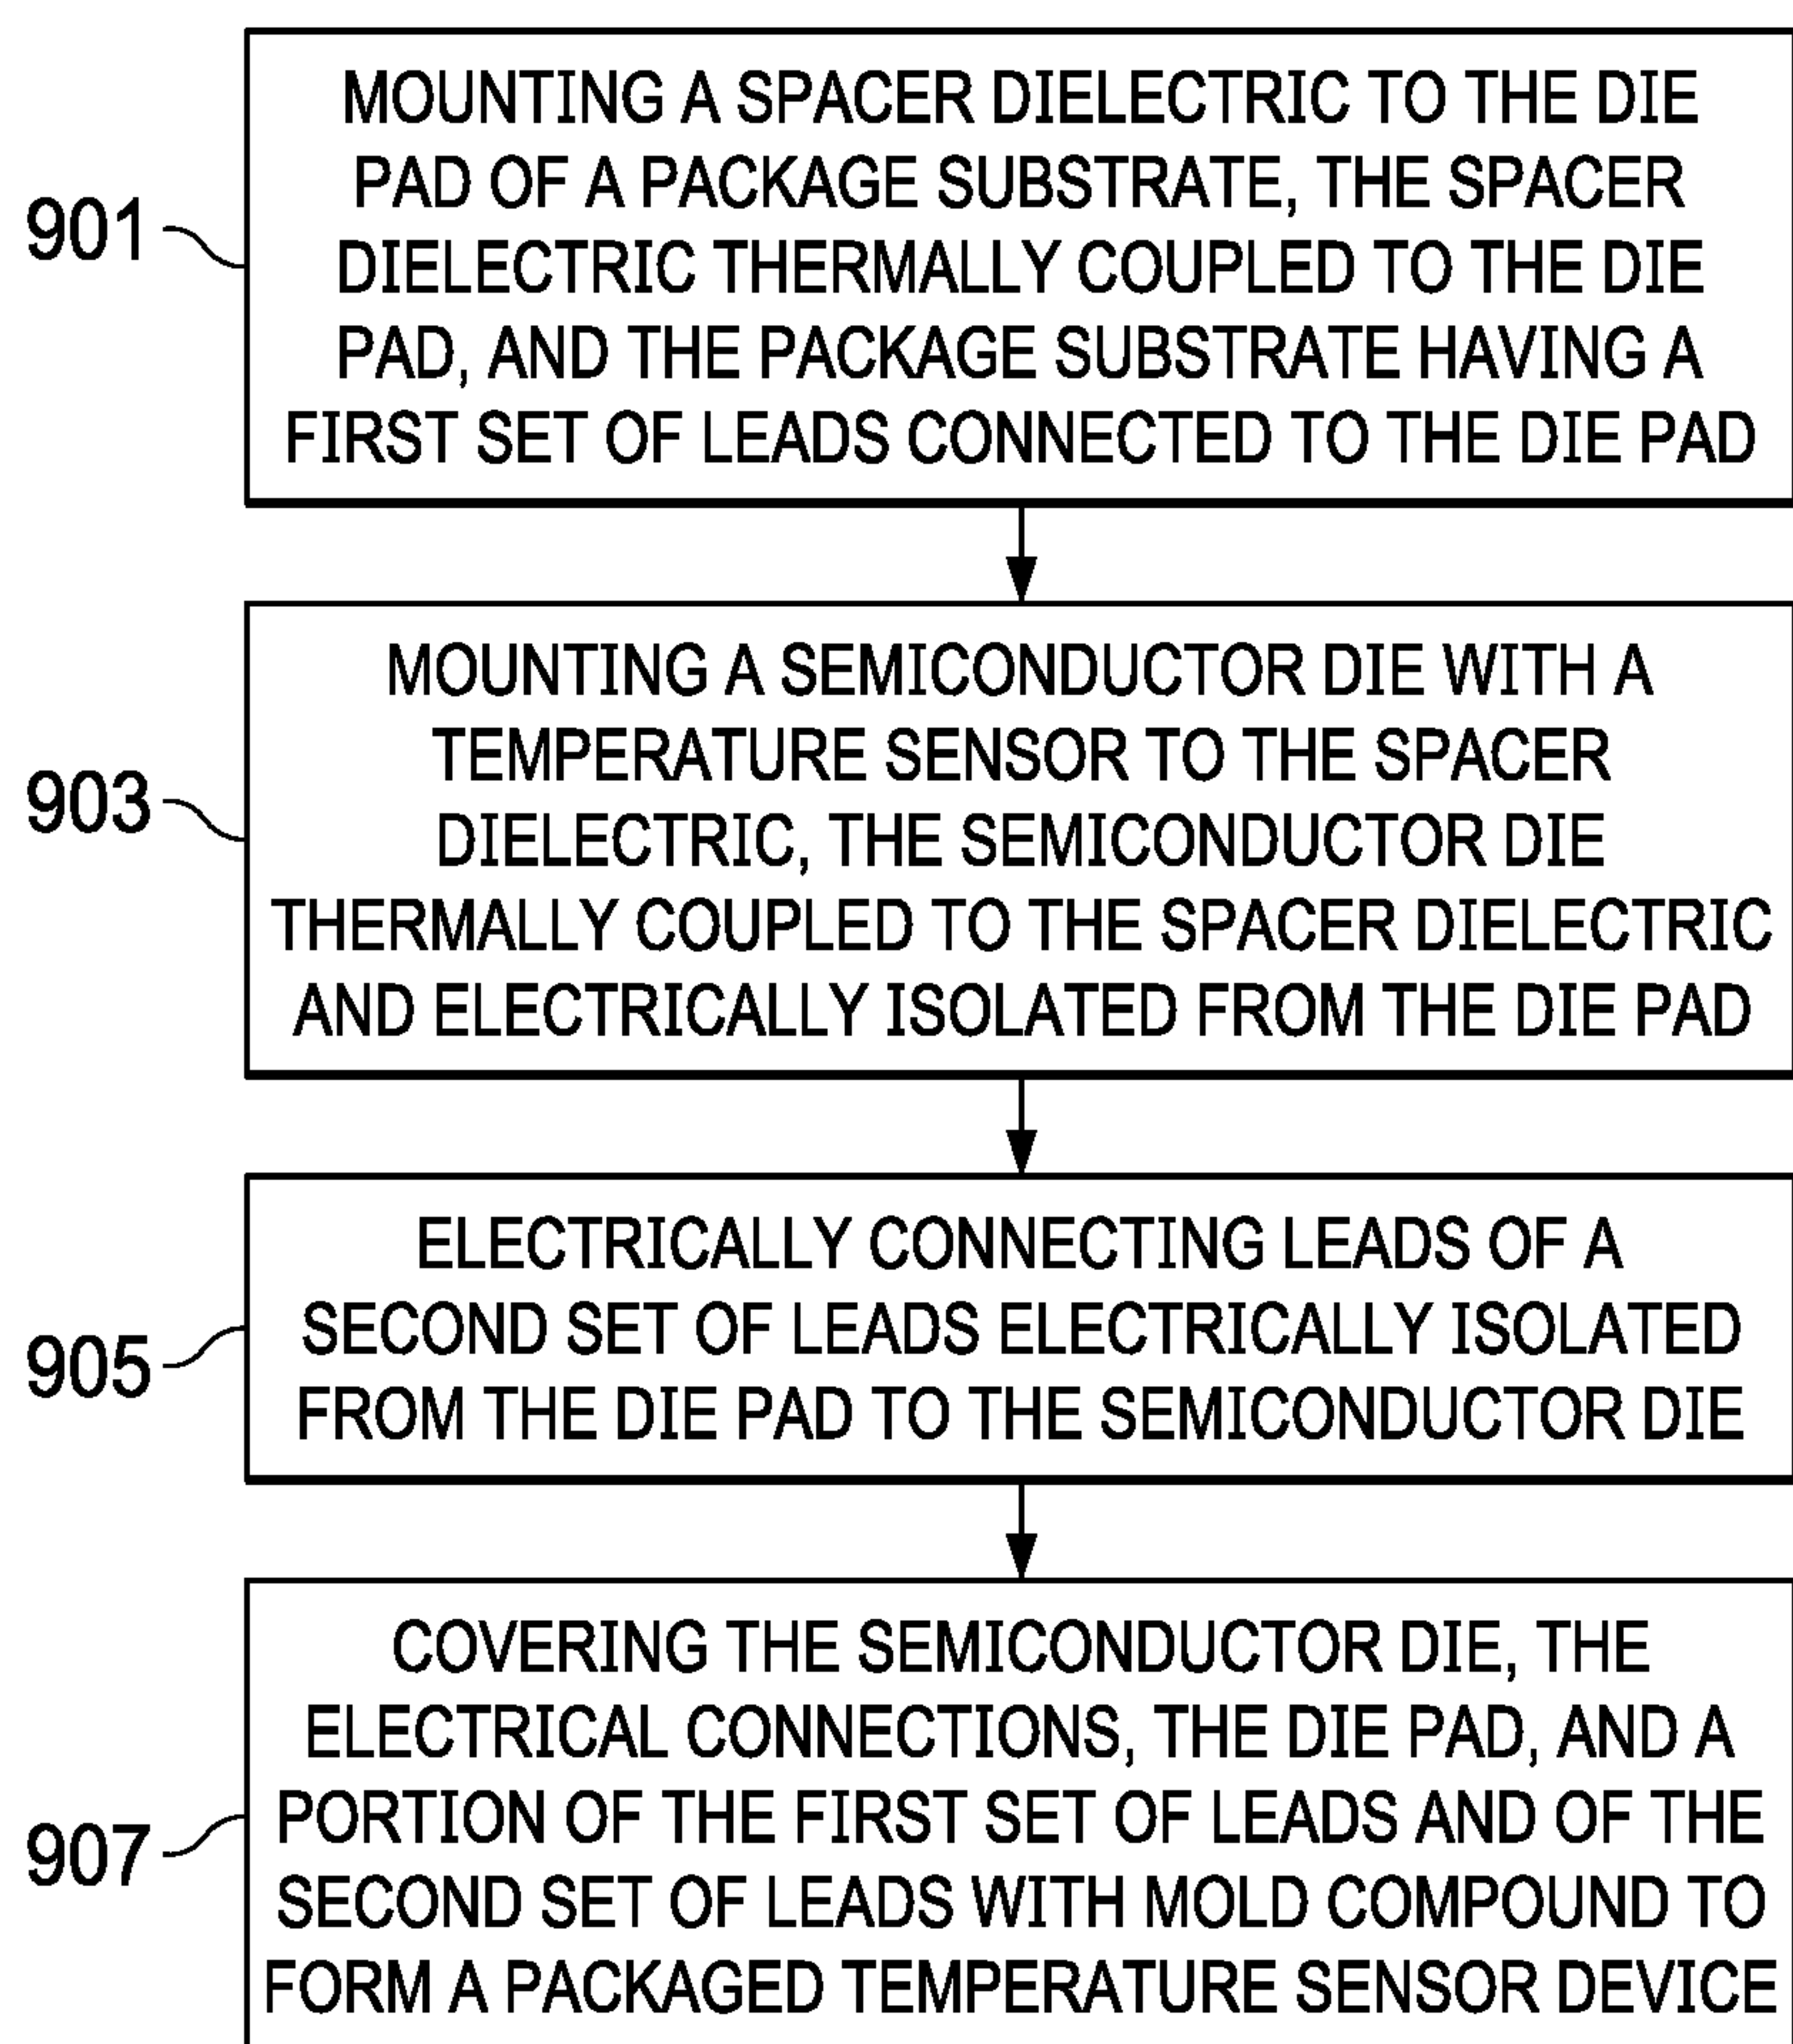 901
MOUNTING A SPACER DIELECTRIC TO THE DIE
PAD OF A PACKAGE SUBSTRATE, THE SPACER
DIELECTRIC THERMALLY COUPLED TO THE DIE
PAD, AND THE PACKAGE SUBSTRATE HAVING A
FIRST SET OF LEADS CONNECTED TO THE DIE PAD
903
MOUNTING A SEMICONDUCTOR DIE WITH A
TEMPERATURE SENSOR TO THE SPACER
DIELECTRIC, THE SEMICONDUCTOR DIE
THERMALLY COUPLED TO THE SPACER DIELECTRIC
AND ELECTRICALLY ISOLATED FROM THE DIE PAD
905
ELECTRICALLY CONNECTING LEADS OF A
SECOND SET OF LEADS ELECTRICALLY ISOLATED
FROM THE DIE PAD TO THE SEMICONDUCTOR DIE
907
COVERING THE SEMICONDUCTOR DIE, THE
ELECTRICAL CONNECTIONS, THE DIE PAD, AND A
PORTION OF THE FIRST SET OF LEADS AND OF THE
SECOND SET OF LEADS WITH MOLD COMPOUND TO
FORM A PACKAGED TEMPERATURE SENSOR DEVICE